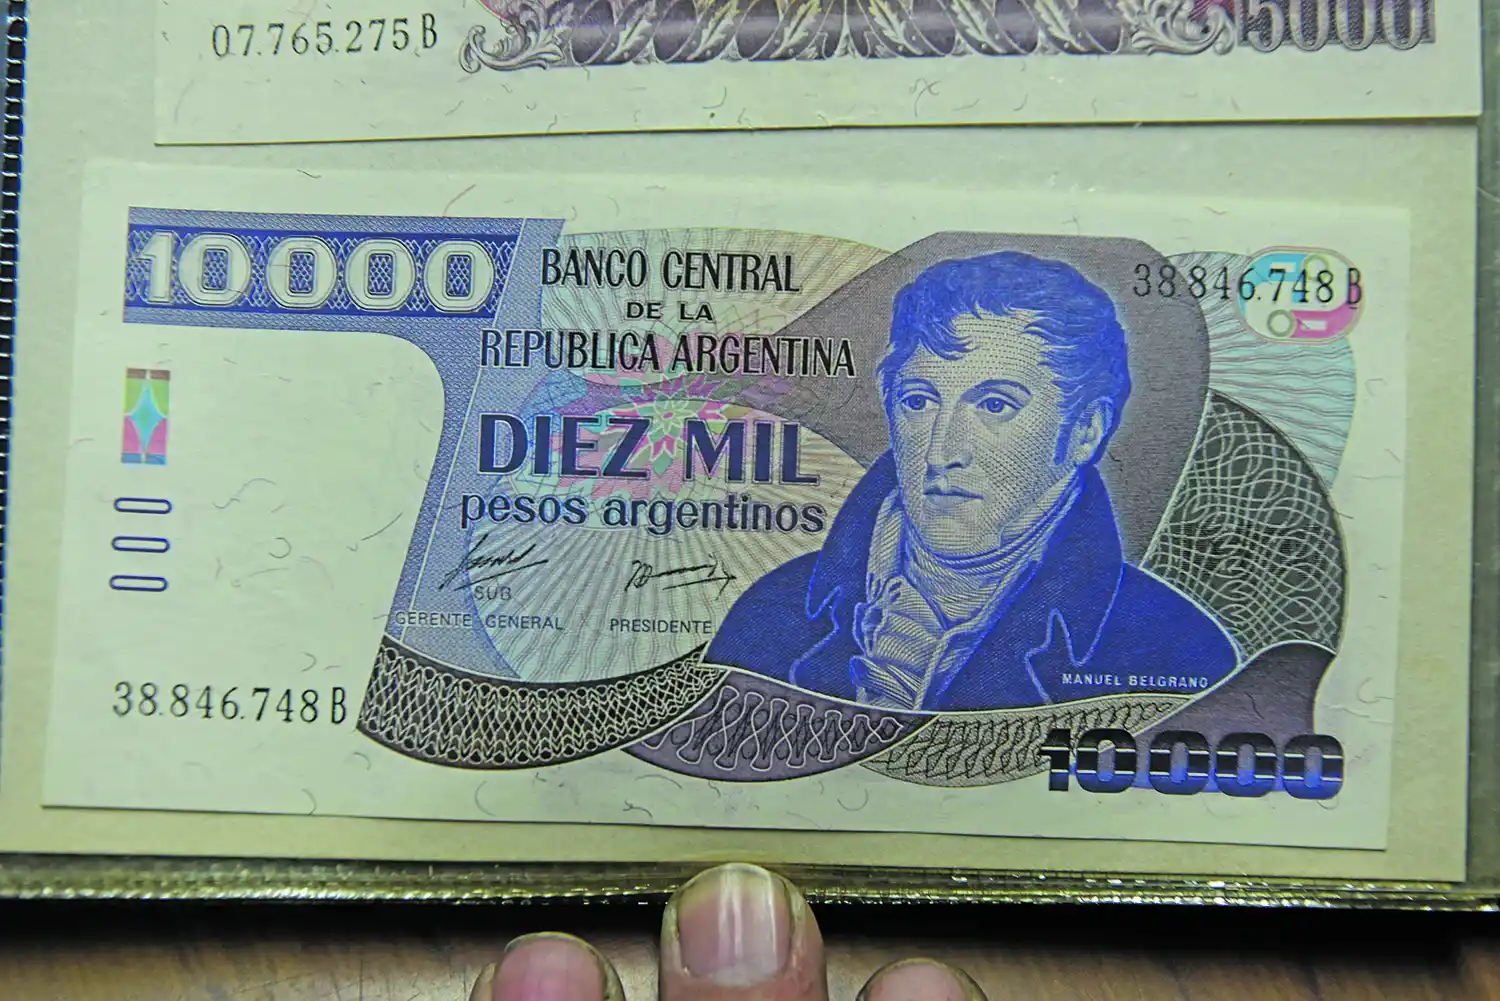 07.765.275 B
5000
10000
BANCO CENTRAL
DE LA
REPUBLICA ARGENTINA
38.846.748 B
DIEZ MIL
pesos argentinos
SUB
GERENTE GENERAL
PRESIDENTE
MANUEL BELGRANO
38.846.748 B
10000